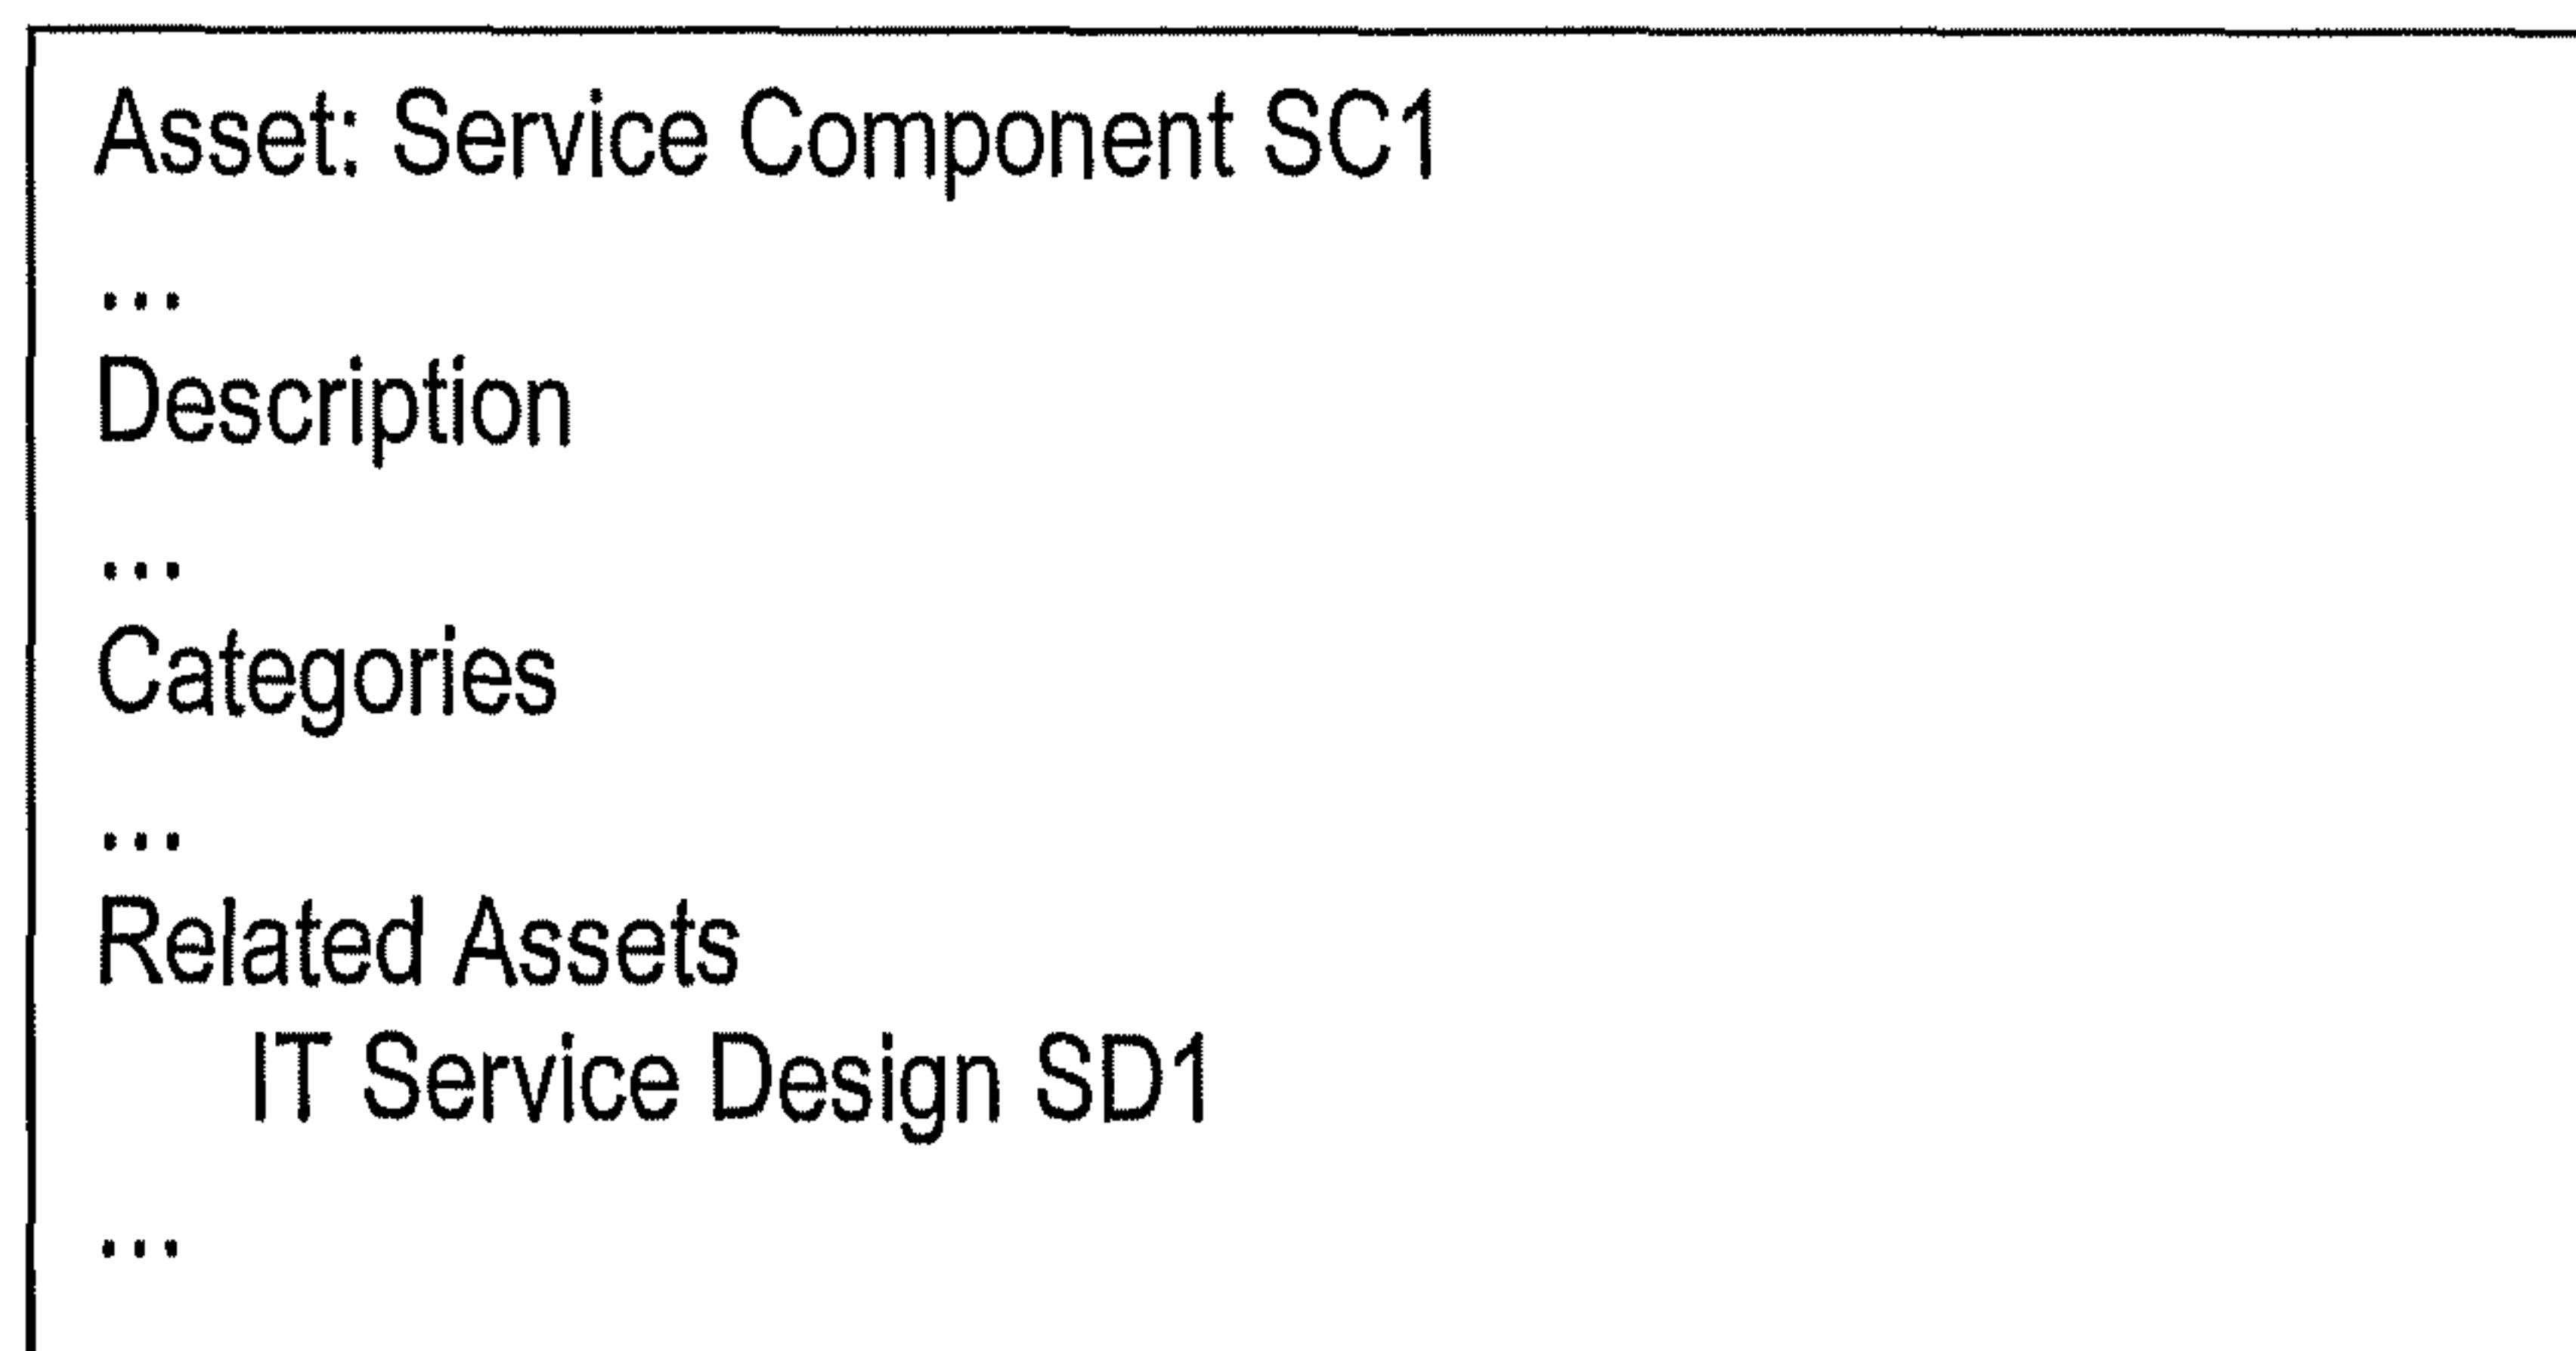 Asset: Service Component SC1
...
Description
...
Categories
...
Related Assets
IT Service Design SD1
...